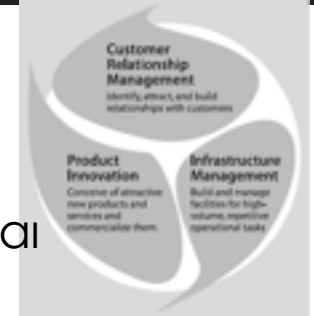 Customer
Relationship
Management
Identify, attract, and build
relationships with customers
Product
Innovation
Conceive of attractive
new products and
services and
commercialize them
Infrastructure
Management
Build and manage
facilities for high-
volume, repetitive
operational tasks